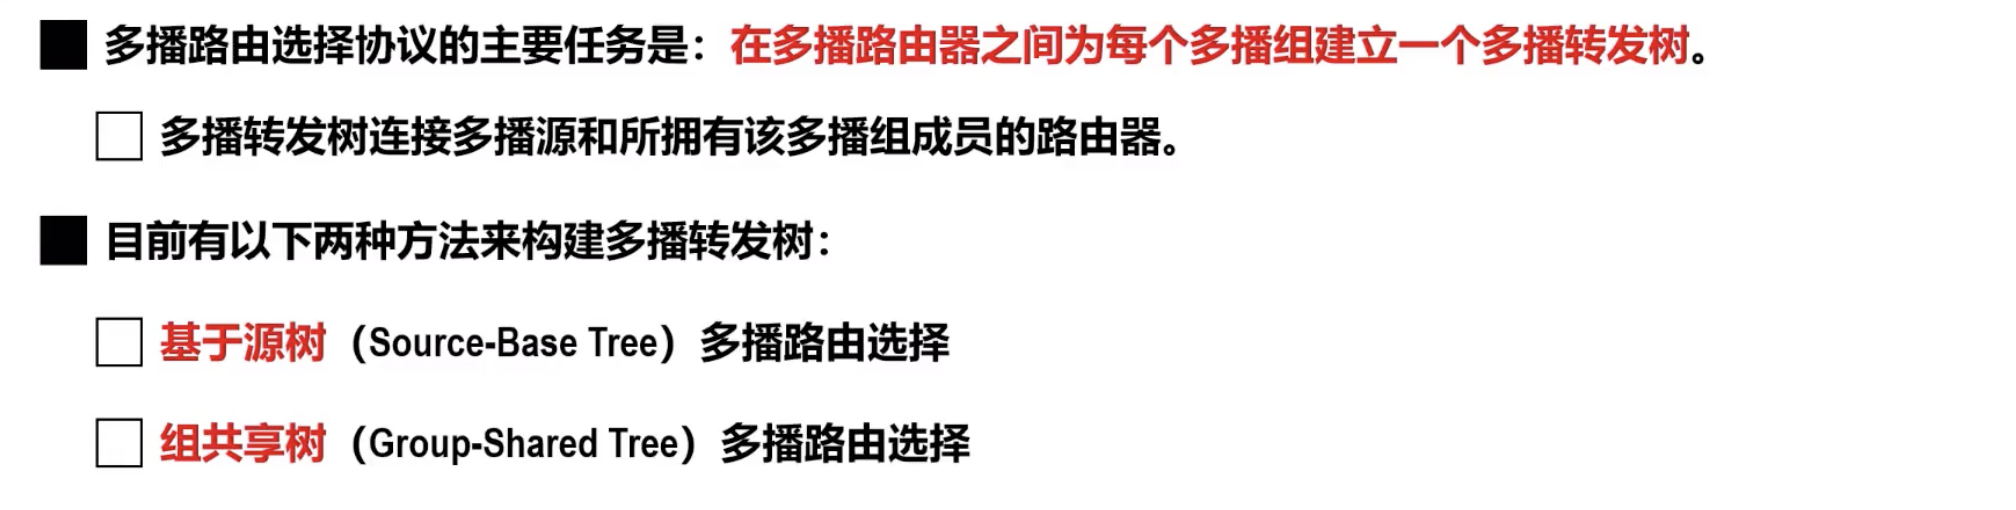 多播路由选择协议的主要任务是：在多播路由器之间为每个多播组建立一个多播转发树。
多播转发树连接多播源和所拥有该多播组成员的路由器。
目前有以下两种方法来构建多播转发树：
基于源树（Source-Base Tree）多播路由选择
组共享树（Group-Shared Tree）多播路由选择